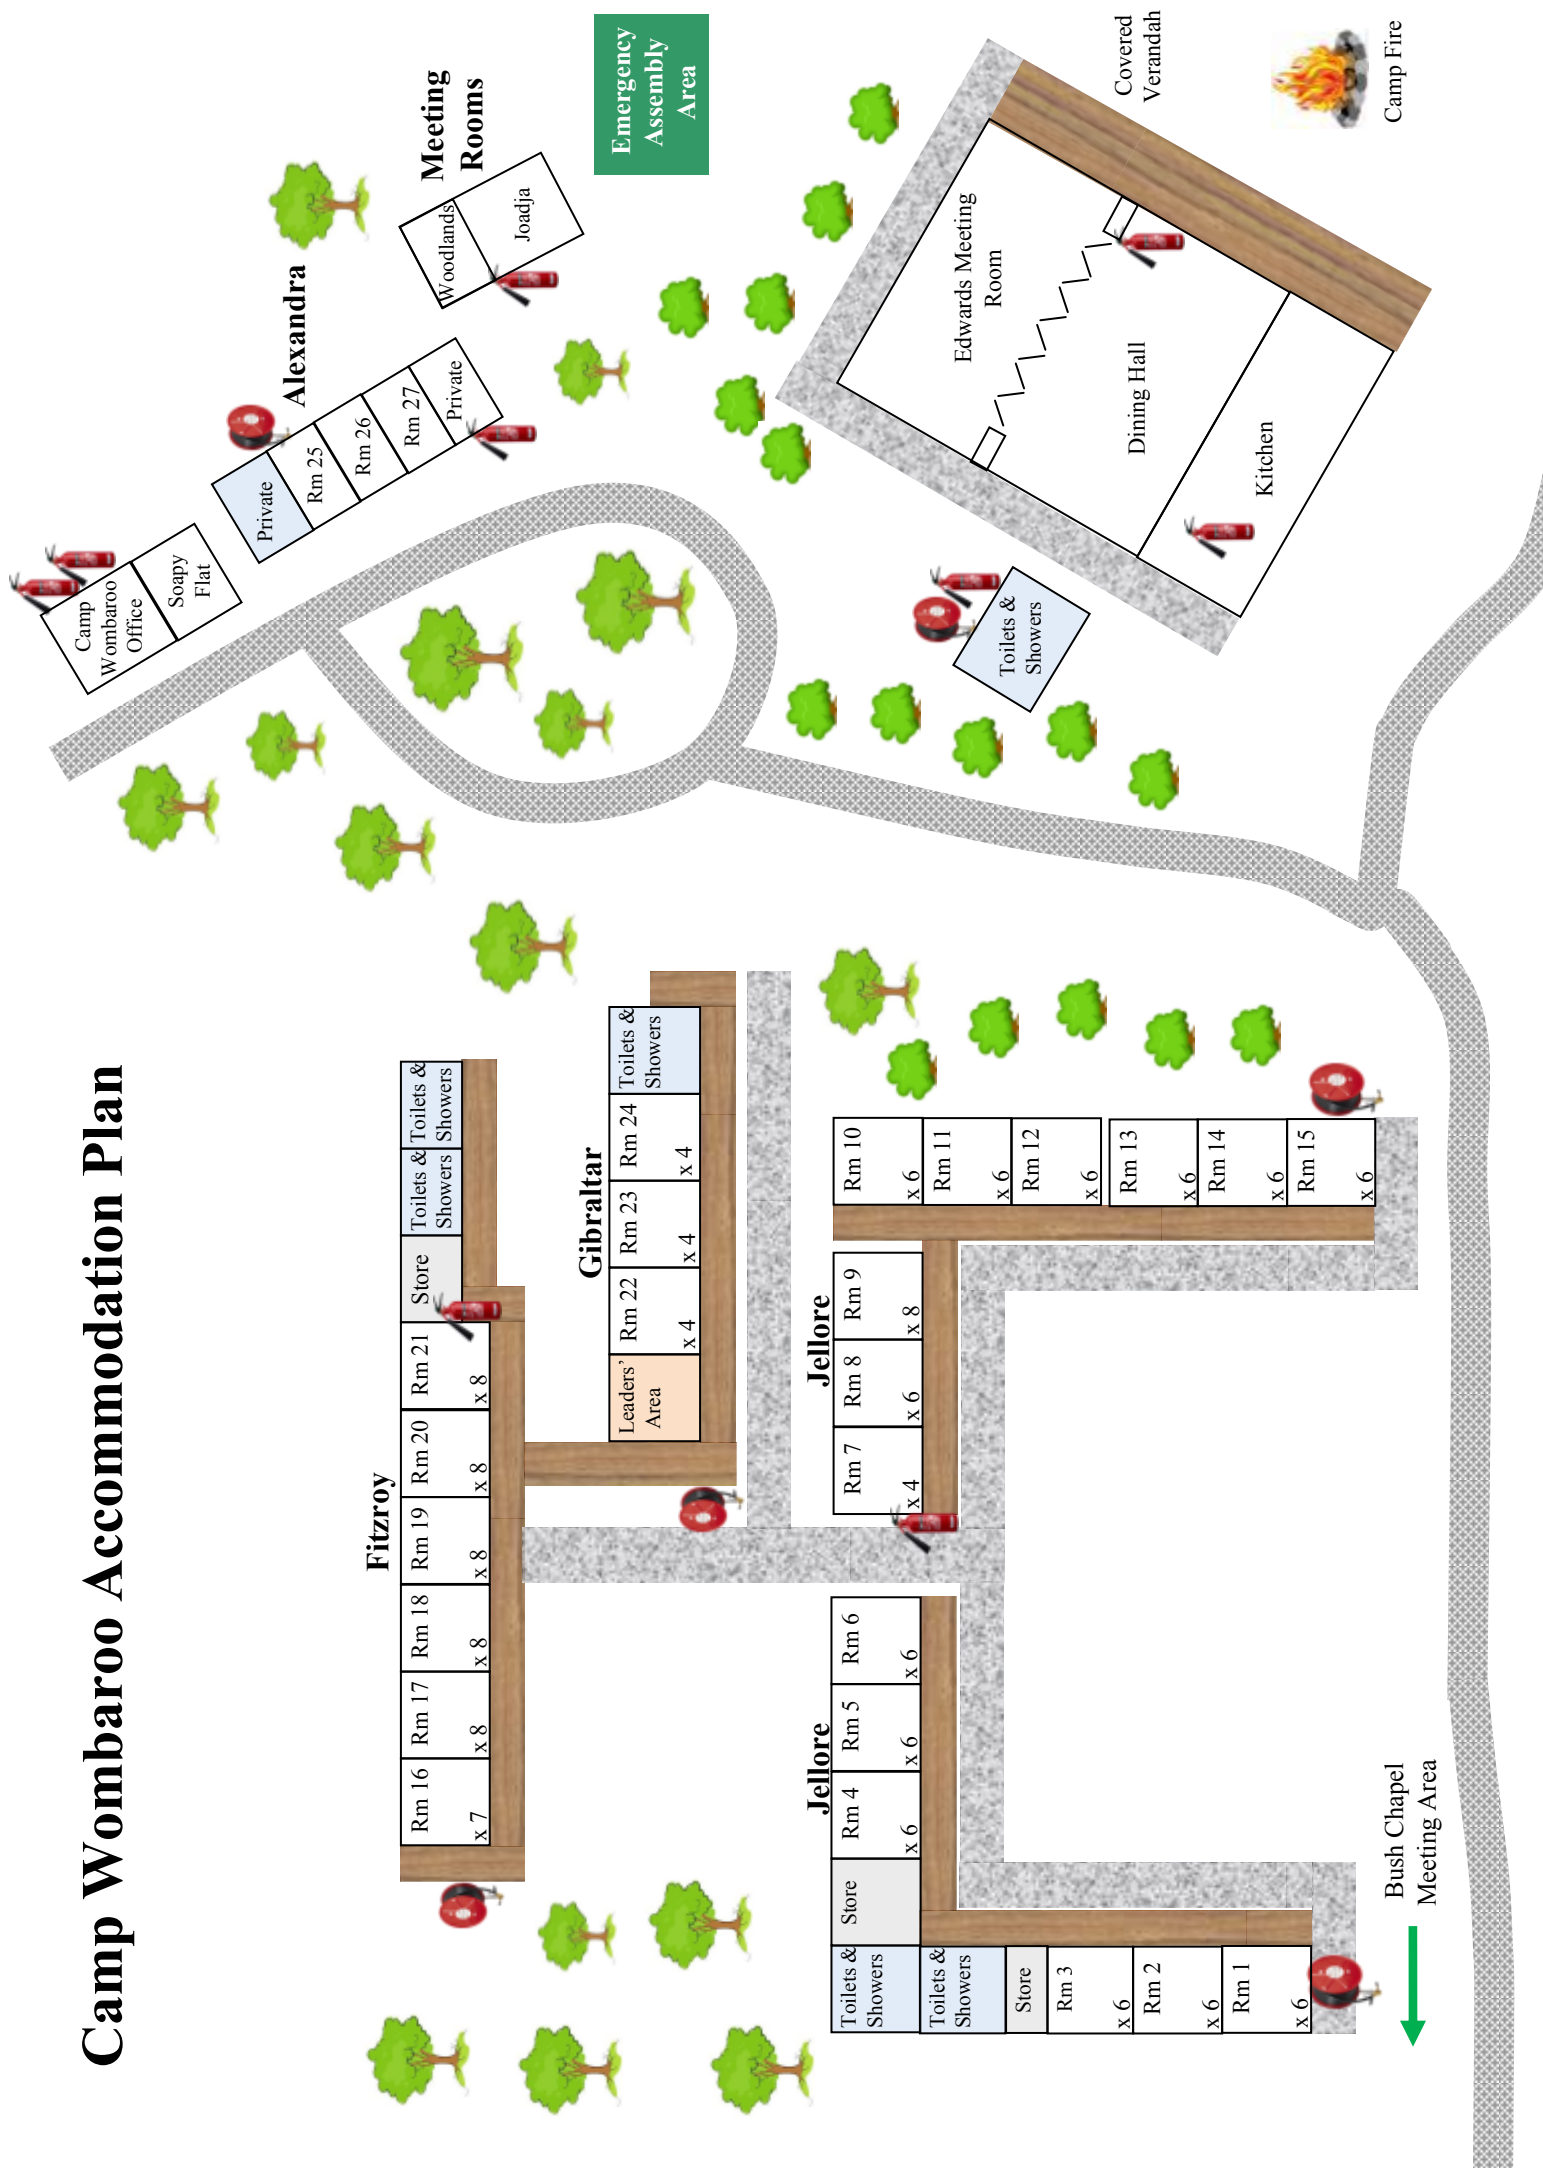 Camp Wombaroo Accommodation Plan
Fitzroy
Rm 16
x 7
Rm 17
x 8
Rm 18
x 8
Rm 19
x 8
Rm 20
x 8
Rm 21
x 8
Store
Toilets &
Showers
Toilets &
Showers
Gibraltar
Leaders'
Area
Rm 22
x 4
Rm 23
x 4
Rm 24
x 4
Toilets &
Showers
Jellore
Toilets &
Showers
Store
Rm 4
x 6
Rm 5
x 6
Rm 6
x 6
Toilets &
Showers
Store
Rm 3
x 6
Rm 2
x 6
Rm 1
x 6
Jellore
Rm 7
x 4
Rm 8
x 6
Rm 9
x 8
Rm 10
x 6
Rm 11
x 6
Rm 12
x 6
Rm 13
x 6
Rm 14
x 6
Rm 15
x 6
Bush Chapel
Meeting Area
Camp
Wombaroo
Office
Soapy
Flat
Alexandra
Private
Rm 25
Rm 26
Rm 27
Private
Meeting
Rooms
Woodlands
Joadja
Emergency
Assembly
Area
Toilets &
Showers
Edwards Meeting
Room
Dining Hall
Kitchen
Covered
Verandah
Camp Fire